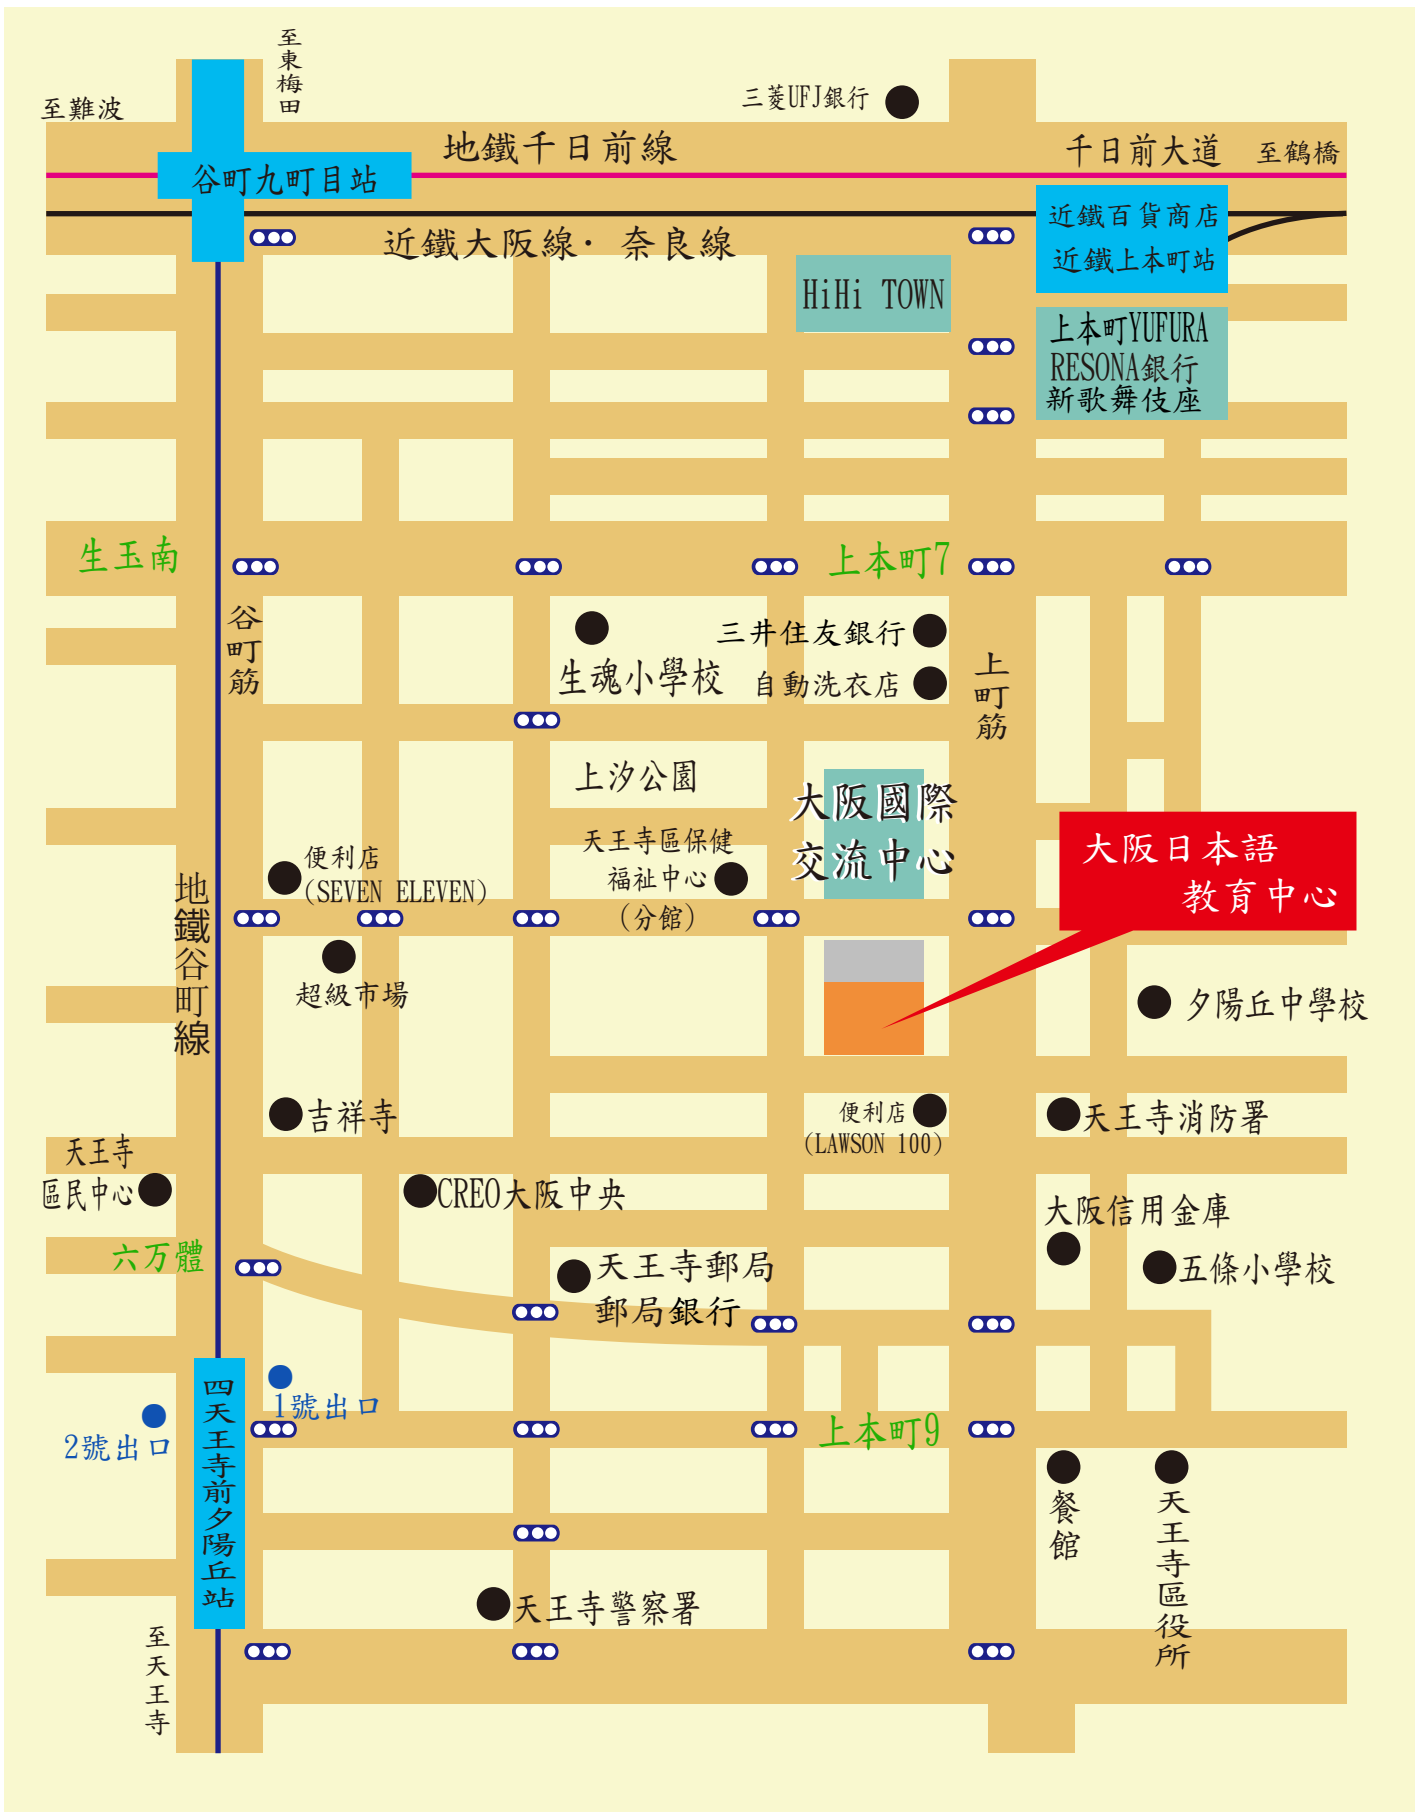 至東梅田
至難波
三菱UFJ銀行
地鐵千日前線
千日前大道
至鶴橋
谷町九町目站
近鐵百貨商店
近鐵上本町站
近鐵大阪線·奈良線
HiHi TOWN
上本町YUFURA
RESONA銀行
新歌舞伎座
生玉南
上本町7
谷町筋
生魂小學校
三井住友銀行
自動洗衣店
上町筋
上汐公園
大阪國際
交流中心
天王寺區保健
福祉中心
(分館)
便利店
(SEVEN ELEVEN)
大阪日本語
教育中心
地鐵谷町線
超級市場
夕陽丘中學校
吉祥寺
便利店
(LAWSON 100)
天王寺消防署
天王寺
區民中心
CREO大阪中央
大阪信用金庫
六万體
天王寺郵局
郵局銀行
五條小學校
1號出口
2號出口
四天王寺前夕陽丘站
上本町9
餐館
天王寺區役所
天王寺警察署
至天王寺